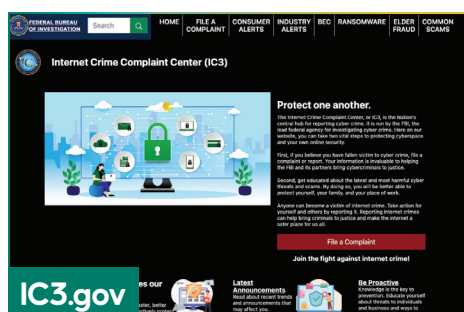 FEDERAL BUREAU
OF INVESTIGATION
Search
HOME
FILE A
COMPLAINT
CONSUMER
ALERTS
INDUSTRY
ALERTS
BEC
RANSOMWARE
ELDER
FRAUD
COMMON
SCAMS
IC3
Internet Crime Complaint Center (IC3)
Protect one another.
The Internet Crime Complaint Center, or IC3, is the Nation's
central hub for reporting cyber crime. It is run by the FBI, the
lead federal agency for investigating cyber crime. Here on our
website, you can take two vital steps to protecting cyberspace
and your own online security.
First, if you believe you have fallen victim to cyber crime, file a
complaint or report. Your information is invaluable to helping
the FBI and its partners bring cybercriminals to justice.
Second, get educated about the latest and most harmful cyber
threats and scams. By doing so, you will be better able to
protect yourself, your family, and your place of work.
Anyone can become a victim of internet crime. Take action for
yourself and others by reporting it. Reporting internet crimes
can help bring criminals to justice and make the internet a
safer place for us all.
File a Complaint
Join the fight against internet crime!
es our
aster, better
ctively protect
IC3.gov
Latest
Announcements
Read about recent trends
and announcements that
may affect you.
Be Proactive
Knowledge is the key to
prevention. Educate yourself
about threats to individuals
and business and ways to